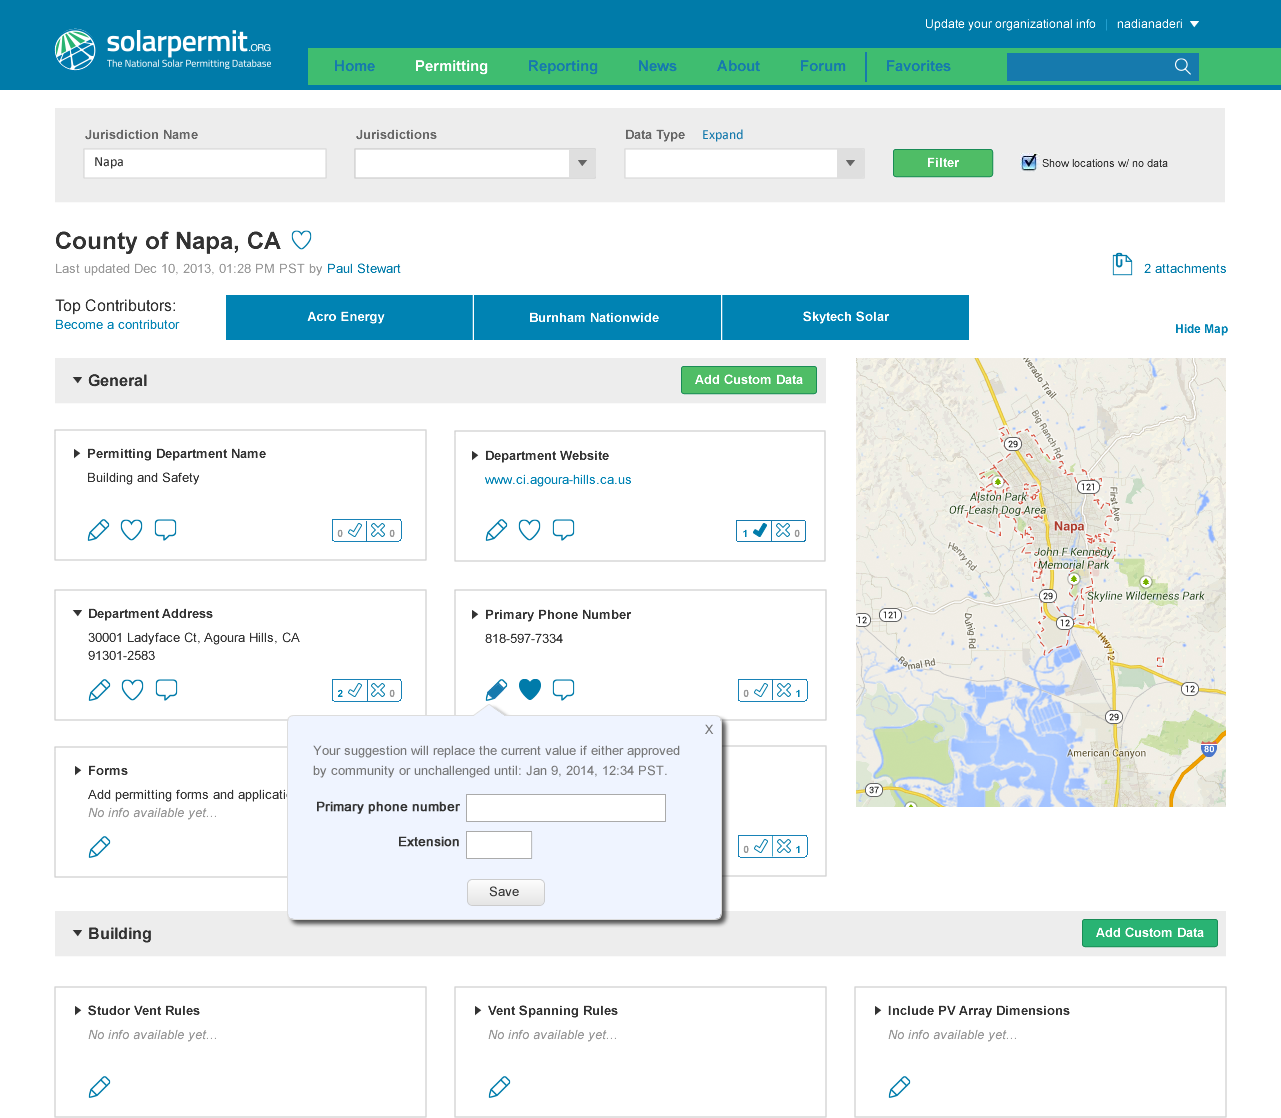 Update your organizational info | nadianaderi
solarpermit.ORG
The National Solar Permitting Database
Home Permitting Reporting News About Forum Favorites
Jurisdiction Name Jurisdictions Data Type Expand
Napa
Filter
Show locations w/ no data
County of Napa, CA
Last updated Dec 10, 2013, 01:28 PM PST by Paul Stewart
2 attachments
Top Contributors:
Become a contributor
Acro Energy Burnham Nationwide Skytech Solar
Hide Map
General
Add Custom Data
Permitting Department Name
Building and Safety
0 0
Department Website
www.ci.agoura-hills.ca.us
1 0
Department Address
30001 Ladyface Ct, Agoura Hills, CA
91301-2583
2 0
Primary Phone Number
818-597-7334
0 1
X
Your suggestion will replace the current value if either approved
by community or unchallenged until: Jan 9, 2014, 12:34 PST.
Primary phone number
Extension
Save
Forms
Add permitting forms and applicati
No info available yet...
0 1
verado Trail
Big Ranch Rd
29
121
First Ave
Alston Park
Off-Leash Dog Area
Napa
Henry Rd
John F Kennedy
Memorial Park
29
Skyline Wilderness Park
12
121
12
Duhig Rd
Hwy 12
Ramal Rd
12
29
American Canyon
80
37
Building
Add Custom Data
Studor Vent Rules
No info available yet...
Vent Spanning Rules
No info available yet...
Include PV Array Dimensions
No info available yet...